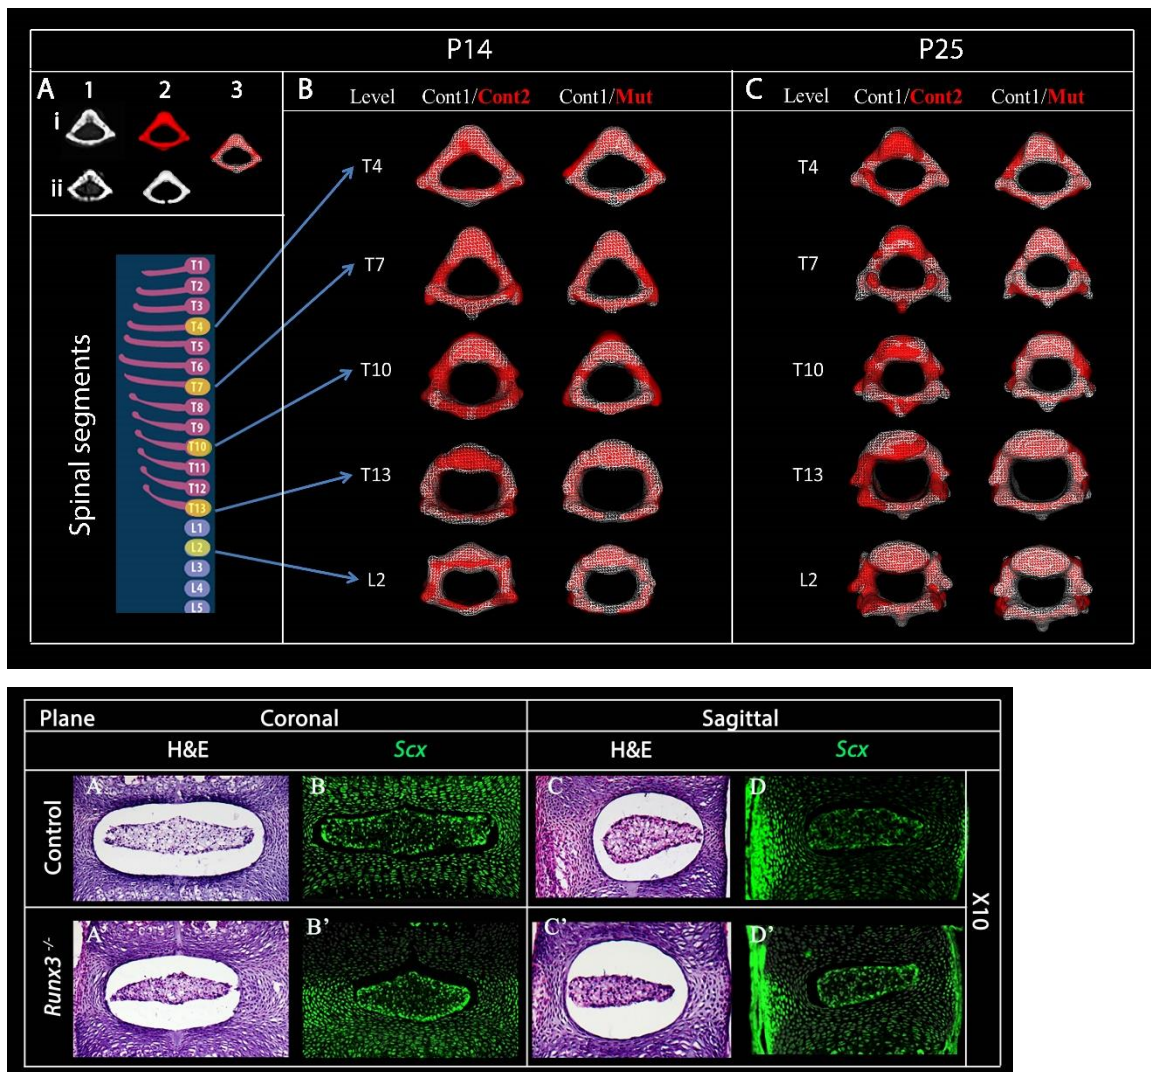 P14 P25
A 1 2 3 B Level Cont1/Cont2 Cont1/Mut C Level Cont1/Cont2 Cont1/Mut
i
ii
T4 T4
T7 T7
T10 T10
T13 T13
L2 L2
Spinal segments
T1
T2
T3
T4
T5
T6
T7
T8
T9
T10
T11
T12
T13
L1
L2
L3
L4
L5
Plane Coronal Sagittal
H&E Scx H&E Scx
Control A B C D
Runx3 -/- A' B' C' D'
X10